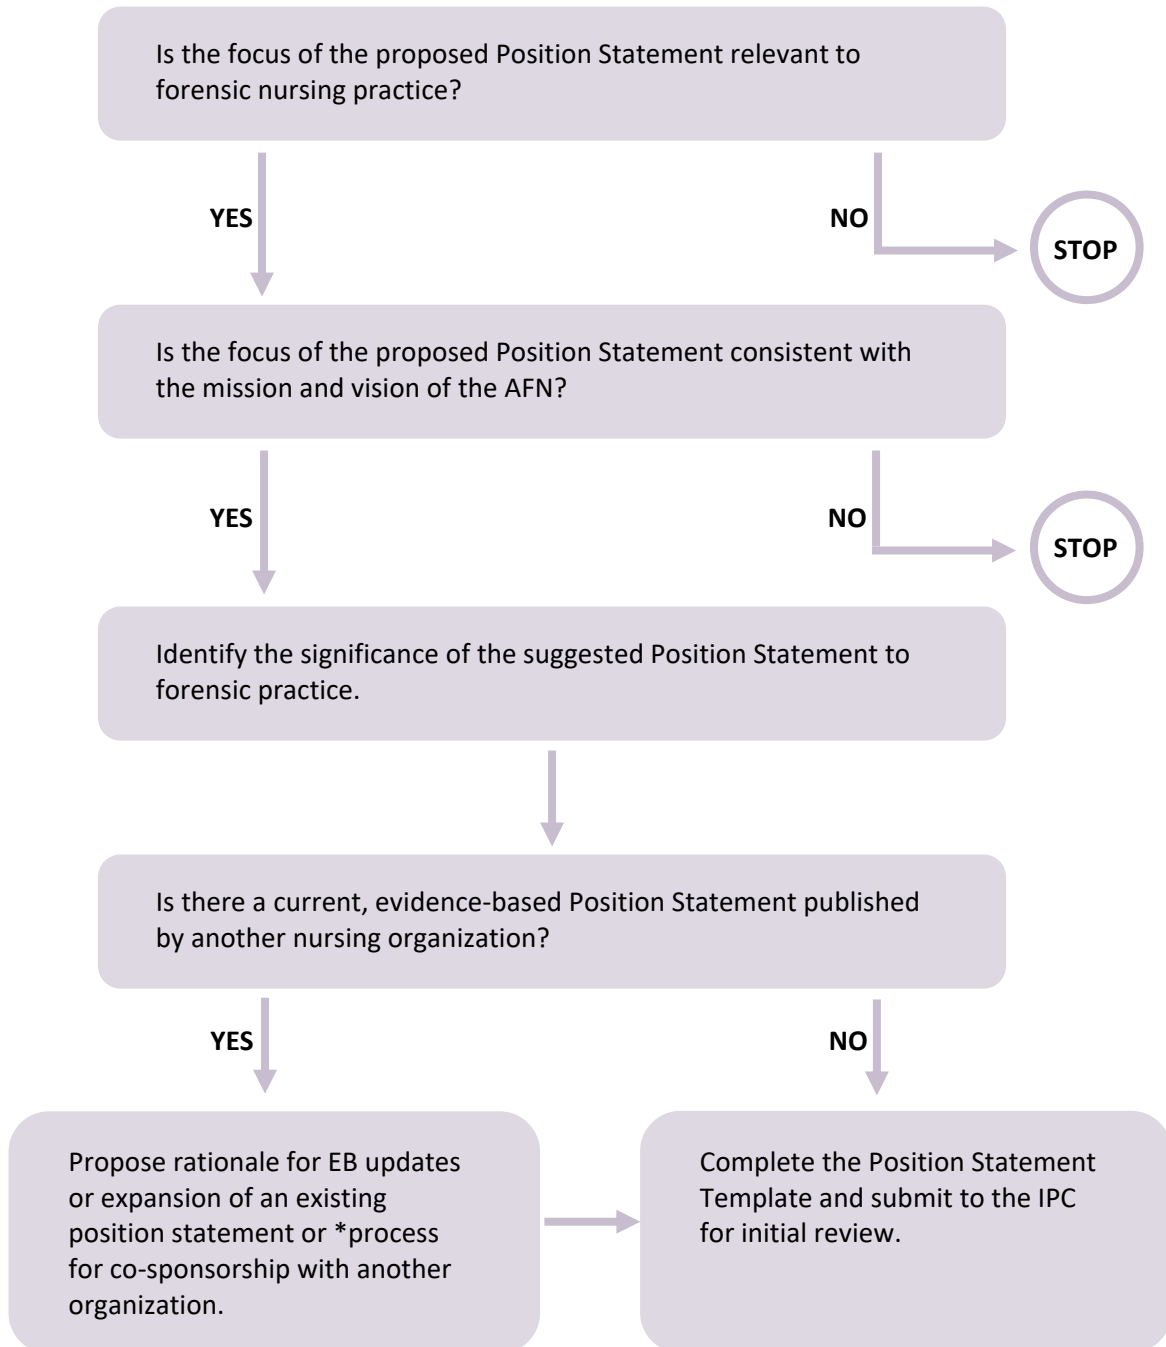 Is the focus of the proposed Position Statement relevant to
forensic nursing practice?
YES
NO
STOP
Is the focus of the proposed Position Statement consistent with
the mission and vision of the AFN?
YES
NO
STOP
Identify the significance of the suggested Position Statement to
forensic practice.
Is there a current, evidence-based Position Statement published
by another nursing organization?
YES
NO
Propose rationale for EB updates
or expansion of an existing
position statement or *process
for co-sponsorship with another
organization.
Complete the Position Statement
Template and submit to the IPC
for initial review.